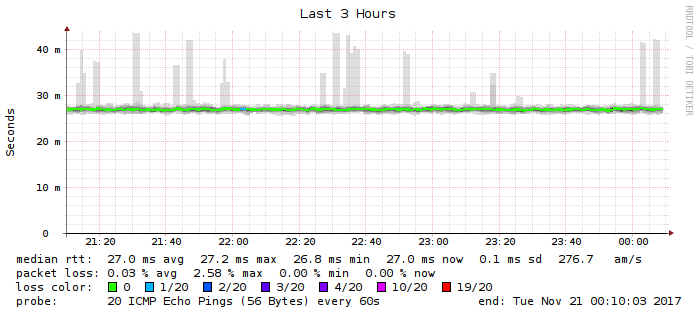 Last 3 Hours
RRDTOOL / TOBI OETIKER
Seconds
40 m
30 m
20 m
10 m
0
21:20 21:40 22:00 22:20 22:40 23:00 23:20 23:40 00:00
median rtt: 27.0 ms avg 27.2 ms max 26.8 ms min 27.0 ms now 0.1 ms sd 276.7 am/s
packet loss: 0.03 % avg 2.58 % max 0.00 % min 0.00 % now
loss color: 0 1/20 2/20 3/20 4/20 10/20 19/20
probe: 20 ICMP Echo Pings (56 Bytes) every 60s end: Tue Nov 21 00:10:03 2017